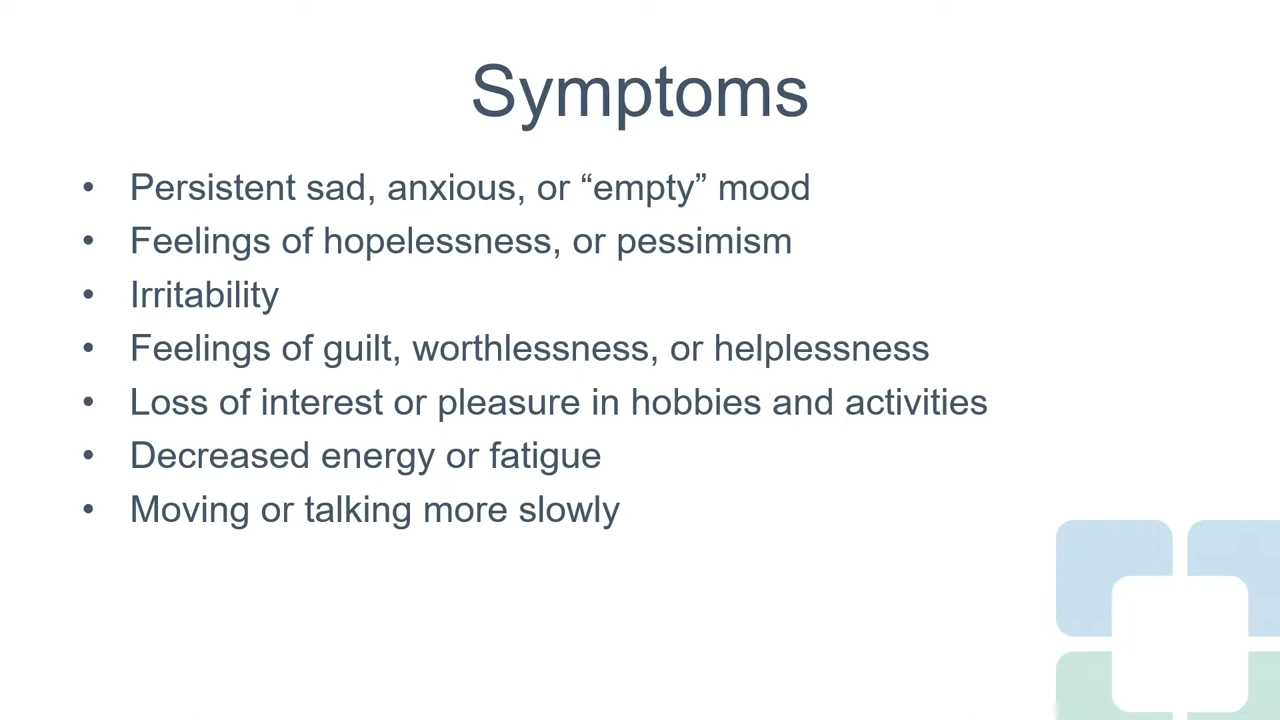 Symptoms
• Persistent sad, anxious, or “empty” mood
• Feelings of hopelessness, or pessimism
• Irritability
• Feelings of guilt, worthlessness, or helplessness
• Loss of interest or pleasure in hobbies and activities
• Decreased energy or fatigue
• Moving or talking more slowly